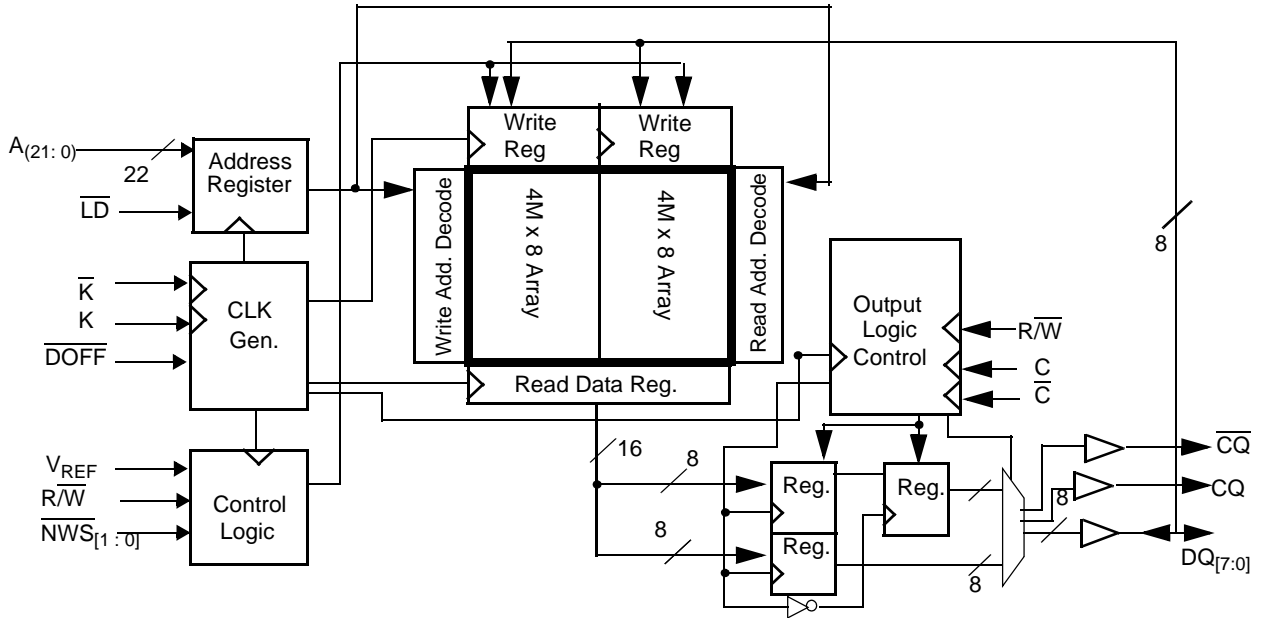 A(21: 0)
22
LD
Address
Register
K
K
DOFF
CLK
Gen.
VREF
R/W
NWS[1 : 0]
Control
Logic
Write
Reg
Write
Reg
Write Add. Decode
4M x 8 Array
4M x 8 Array
Read Add. Decode
Read Data Reg.
16
8
8
Output
Logic
Control
R/W
C
C
8
Reg.
Reg.
Reg.
8
8
CQ
CQ
DQ[7:0]